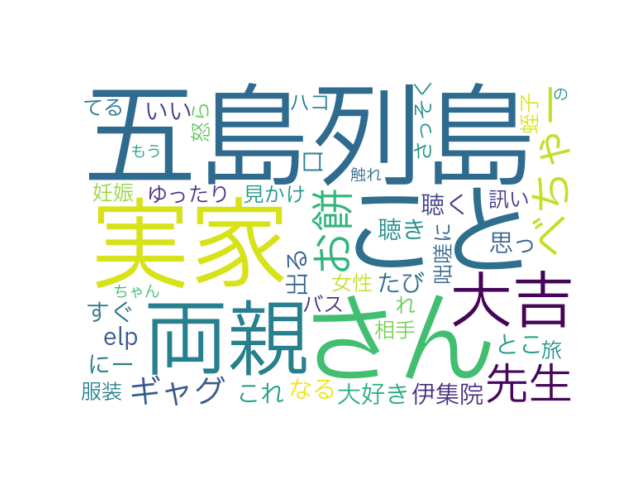 五島列島
こと
さん
実家
両親
大吉
先生
お餅
べちゃー
ギャグ
てる
いい
怒ら
ハコ
口
さっそく
蛭子
の
もう
触れ
妊娠
ゆったり
見かけ
聴き
聴く
咄嗟に
訊い
思っ
出る
女性
たび
ちゃん
バス
れ
すぐ
elp
相手
とこ
旅
にー
服装
これ
なる
大好き
伊集院